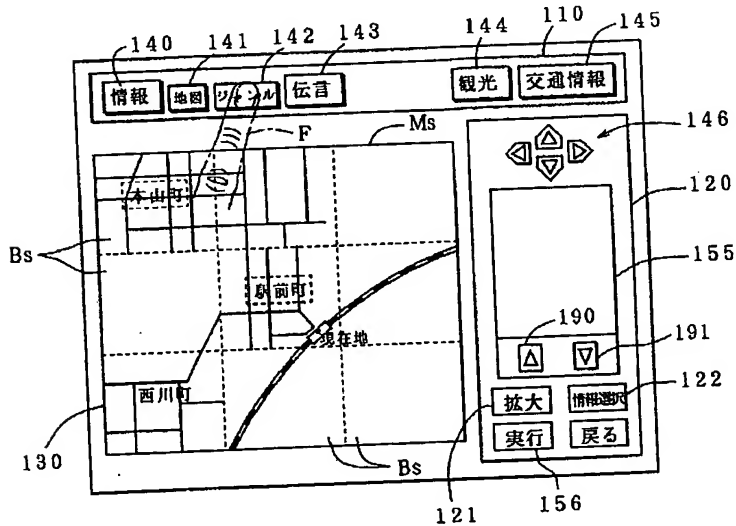 140 141 142 143 144 110 145
情報 地図 ジャンル 伝言 観光 交通情報
F
Ms
146
120
本山町
Bs
155
駅前町
190
191
現在地
西川町
122
拡大 情報選択
130
実行 戻る
Bs
121
156